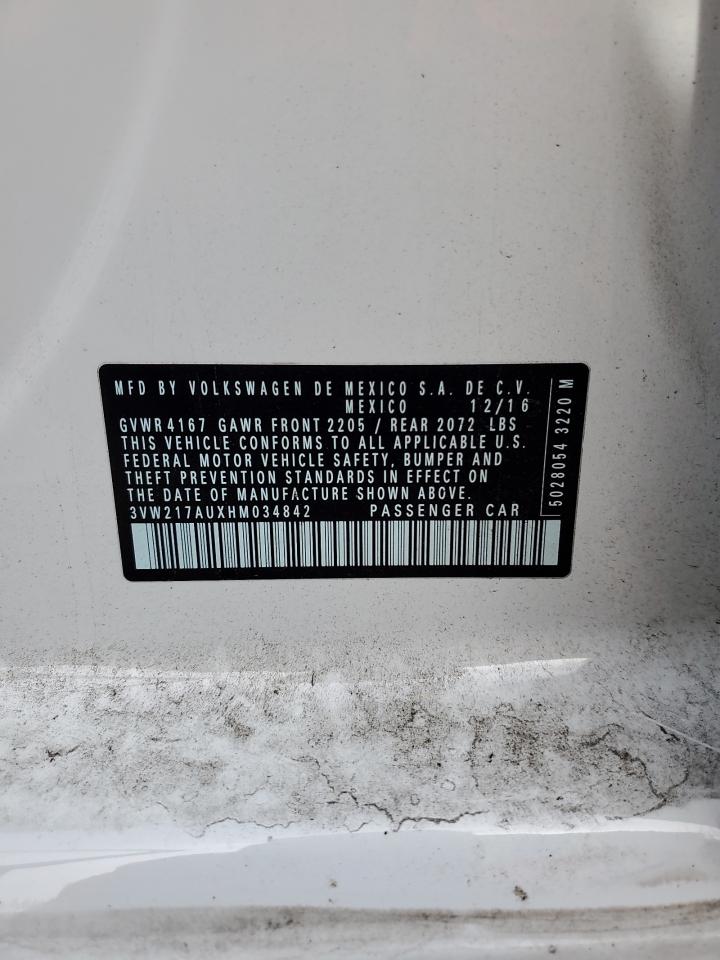 MFD BY VOLKSWAGEN DE MEXICO S.A. DE C.V.
MEXICO 12/16
GVWR 4167 GAWR FRONT 2205 / REAR 2072 LBS
THIS VEHICLE CONFORMS TO ALL APPLICABLE U.S.
FEDERAL MOTOR VEHICLE SAFETY, BUMPER AND
THEFT PREVENTION STANDARDS IN EFFECT ON
THE DATE OF MANUFACTURE SHOWN ABOVE.
3VW217AUXHM034842 PASSENGER CAR
5028054 3220 M